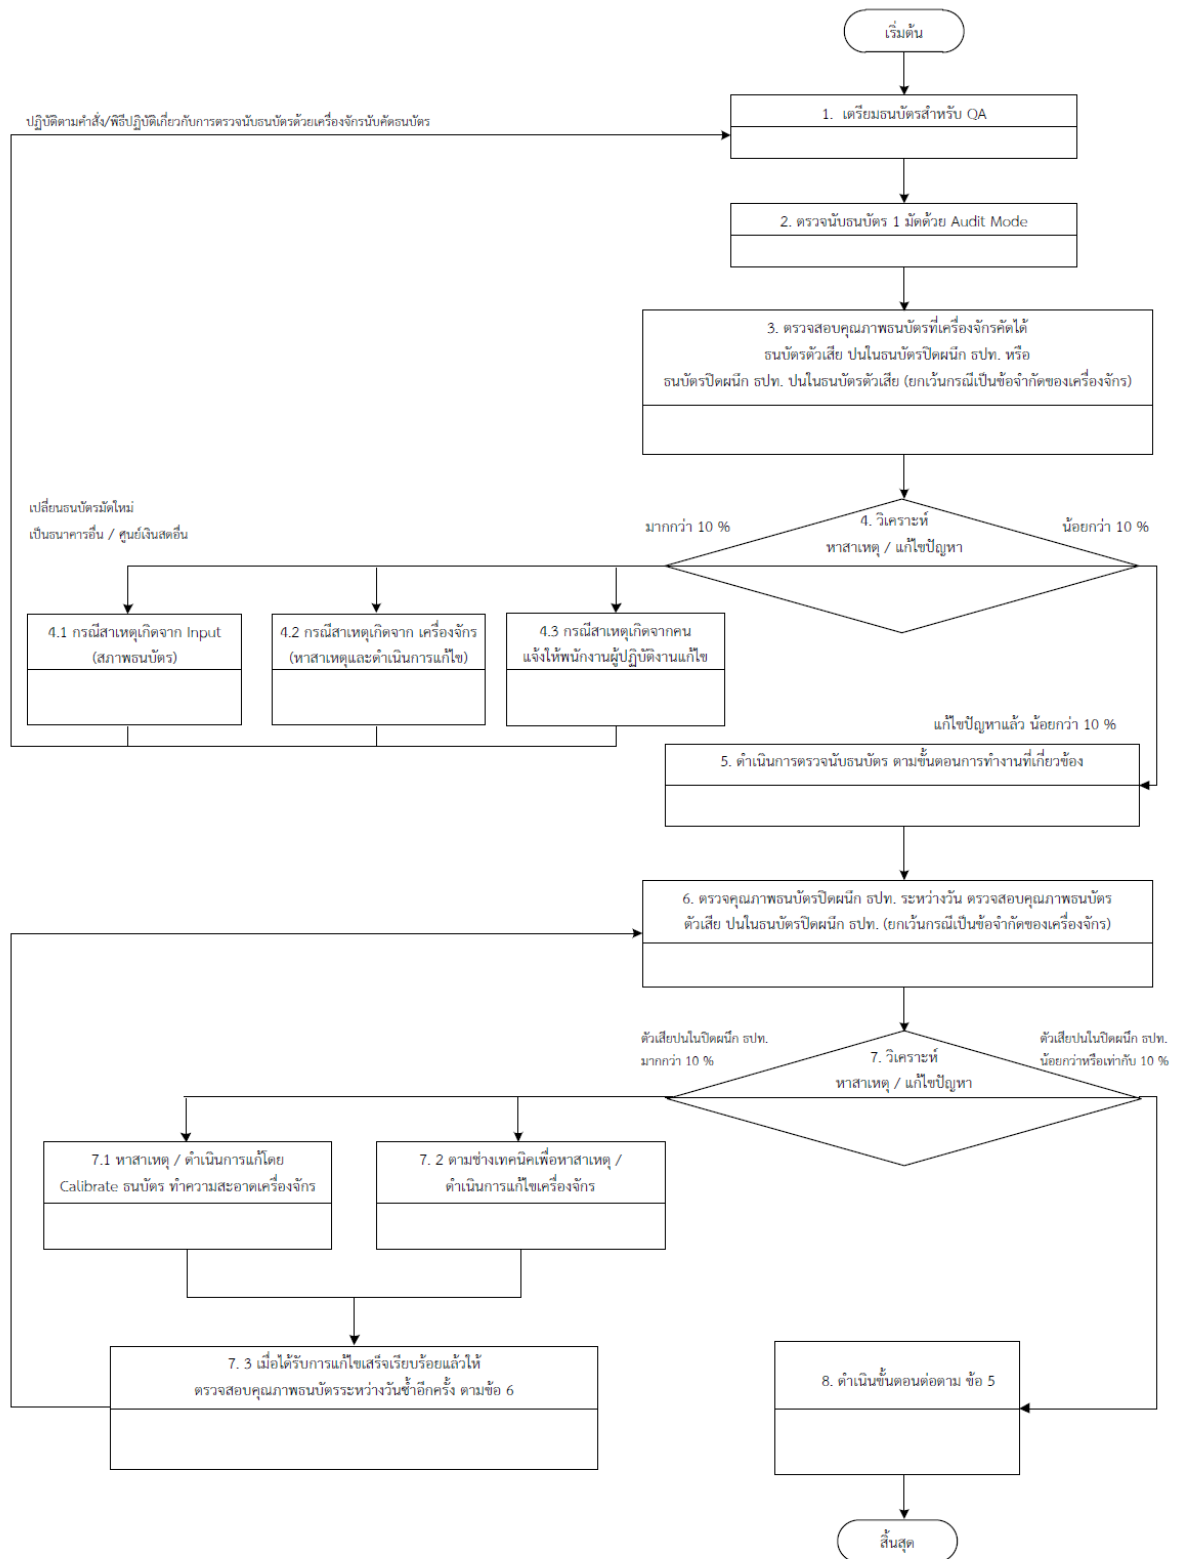 เริ่มต้น
ปฏิบัติตามคำสั่ง/พิธีปฏิบัติเกี่ยวกับการตรวจนับธนบัตรด้วยเครื่องจักรนับคัดธนบัตร
1. เตรียมธนบัตรสำหรับ QA
2. ตรวจนับธนบัตร 1 มัดด้วย Audit Mode
3. ตรวจสอบคุณภาพธนบัตรที่เครื่องจักรคัดได้
ธนบัตรตัวเสีย ปนในธนบัตรปิดผนึก ธปท. หรือ
ธนบัตรปิดผนึก ธปท. ปนในธนบัตรตัวเสีย (ยกเว้นกรณีเป็นข้อจำกัดของเครื่องจักร)
เปลี่ยนธนบัตรมัดใหม่
เป็นธนาคารอื่น / ศูนย์เงินสดอื่น
มากกว่า 10 %
4. วิเคราะห์
หาสาเหตุ / แก้ไขปัญหา
น้อยกว่า 10 %
4.1 กรณีสาเหตุเกิดจาก Input
(สภาพธนบัตร)
4.2 กรณีสาเหตุเกิดจาก เครื่องจักร
(หาสาเหตุและดำเนินการแก้ไข)
4.3 กรณีสาเหตุเกิดจากคน
แจ้งให้พนักงานผู้ปฏิบัติงานแก้ไข
แก้ไขปัญหาแล้ว น้อยกว่า 10 %
5. ดำเนินการตรวจนับธนบัตร ตามขั้นตอนการทำงานที่เกี่ยวข้อง
6. ตรวจคุณภาพธนบัตรปิดผนึก ธปท. ระหว่างวัน ตรวจสอบคุณภาพธนบัตร
ตัวเสีย ปนในธนบัตรปิดผนึก ธปท. (ยกเว้นกรณีเป็นข้อจำกัดของเครื่องจักร)
ตัวเสียปนในปิดผนึก ธปท.
มากกว่า 10 %
7. วิเคราะห์
หาสาเหตุ / แก้ไขปัญหา
ตัวเสียปนในปิดผนึก ธปท.
น้อยกว่าหรือเท่ากับ 10 %
7.1 หาสาเหตุ / ดำเนินการแก้โดย
Calibrate ธนบัตร ทำความสะอาดเครื่องจักร
7. 2 ตามช่างเทคนิคเพื่อหาสาเหตุ /
ดำเนินการแก้ไขเครื่องจักร
7. 3 เมื่อได้รับการแก้ไขเสร็จเรียบร้อยแล้วให้
ตรวจสอบคุณภาพธนบัตรระหว่างวันซ้ำอีกครั้ง ตามข้อ 6
8. ดำเนินขั้นตอนต่อตาม ข้อ 5
สิ้นสุด